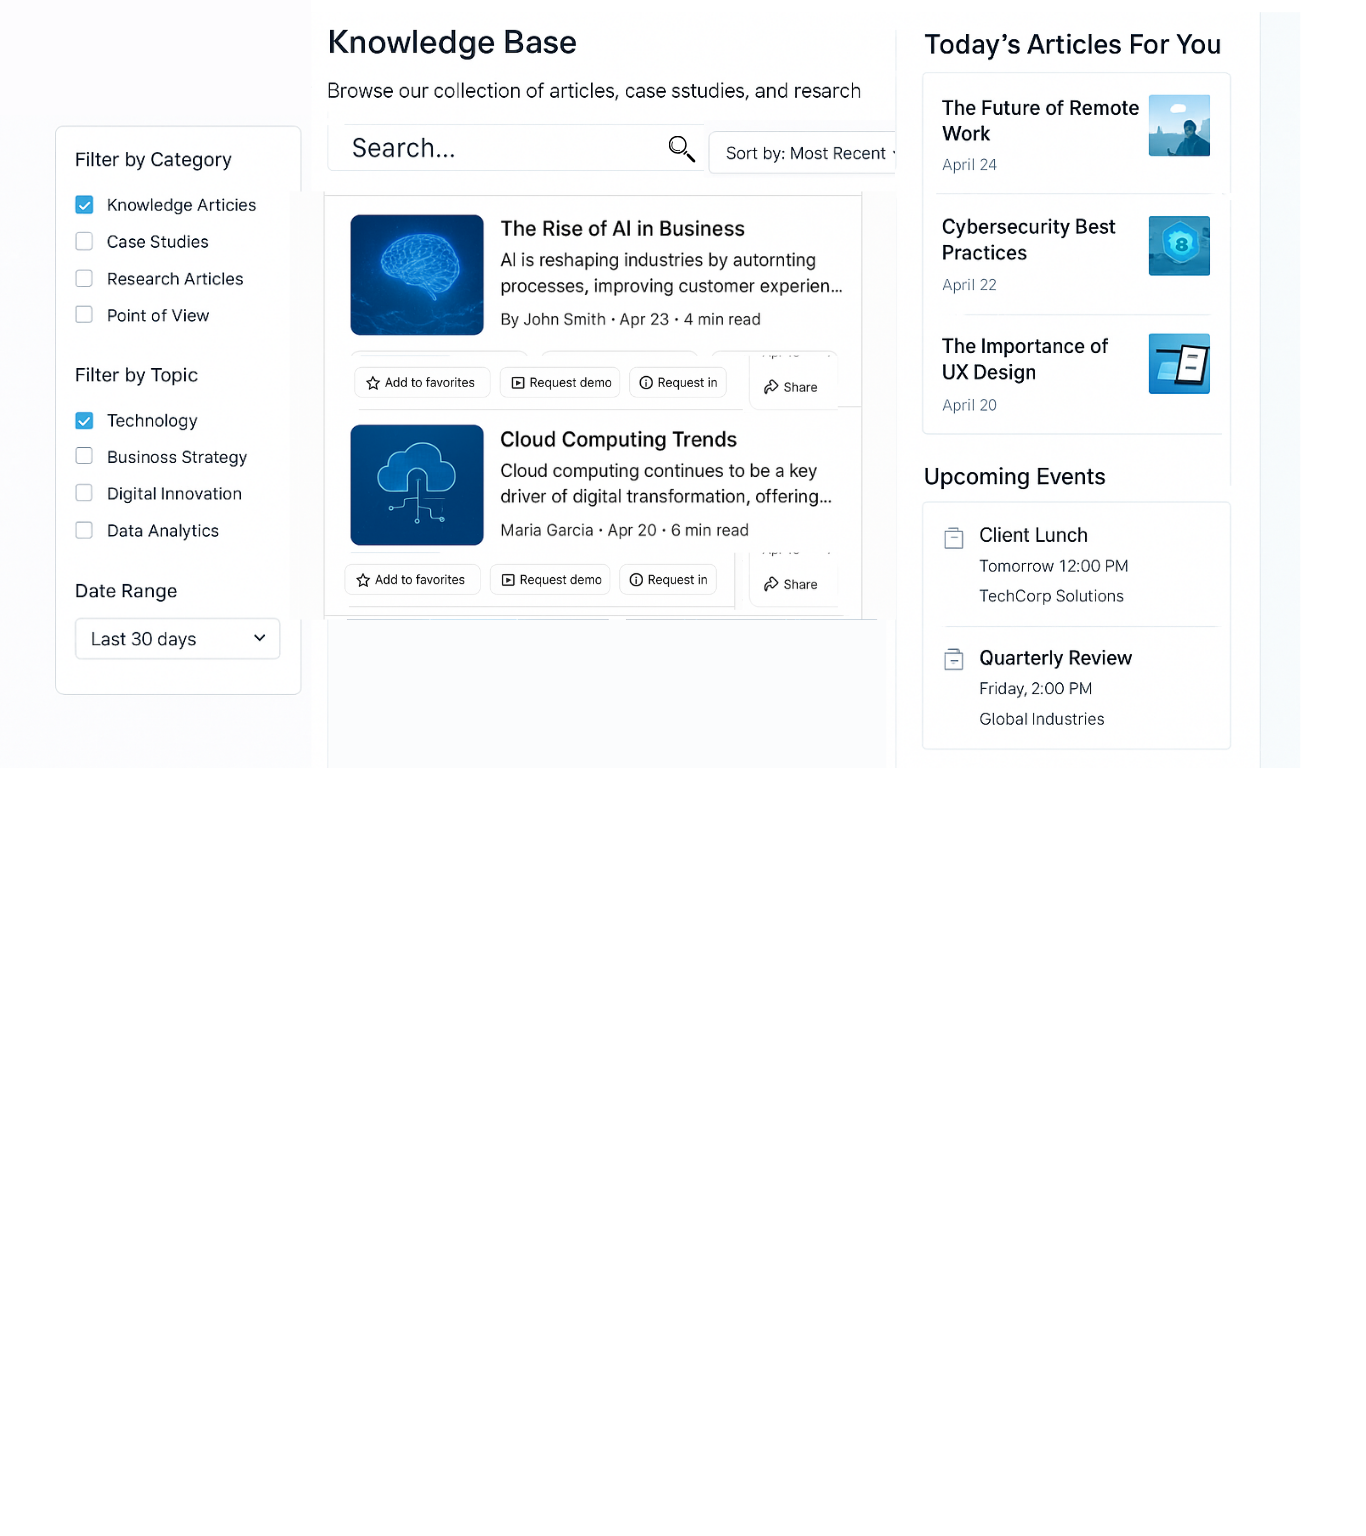 Knowledge Base
Browse our collection of articles, case sstudies, and resarch
Search...
Sort by: Most Recent
Filter by Category
Knowledge Articies
Case Studies
Research Articles
Point of View
Filter by Topic
Technology
Businoss Strategy
Digital Innovation
Data Analytics
Date Range
Last 30 days
The Rise of AI in Business
AI is reshaping industries by autornting
processes, improving customer experien...
By John Smith • Apr 23 • 4 min read
Add to favorites
Request demo
Request in
Share
Cloud Computing Trends
Cloud computing continues to be a key
driver of digital transformation, offering...
Maria Garcia • Apr 20 • 6 min read
Add to favorites
Request demo
Request in
Share
Today's Articles For You
The Future of Remote
Work
April 24
Cybersecurity Best
Practices
April 22
8
The Importance of
UX Design
April 20
Upcoming Events
Client Lunch
Tomorrow 12:00 PM
TechCorp Solutions
Quarterly Review
Friday, 2:00 PM
Global Industries